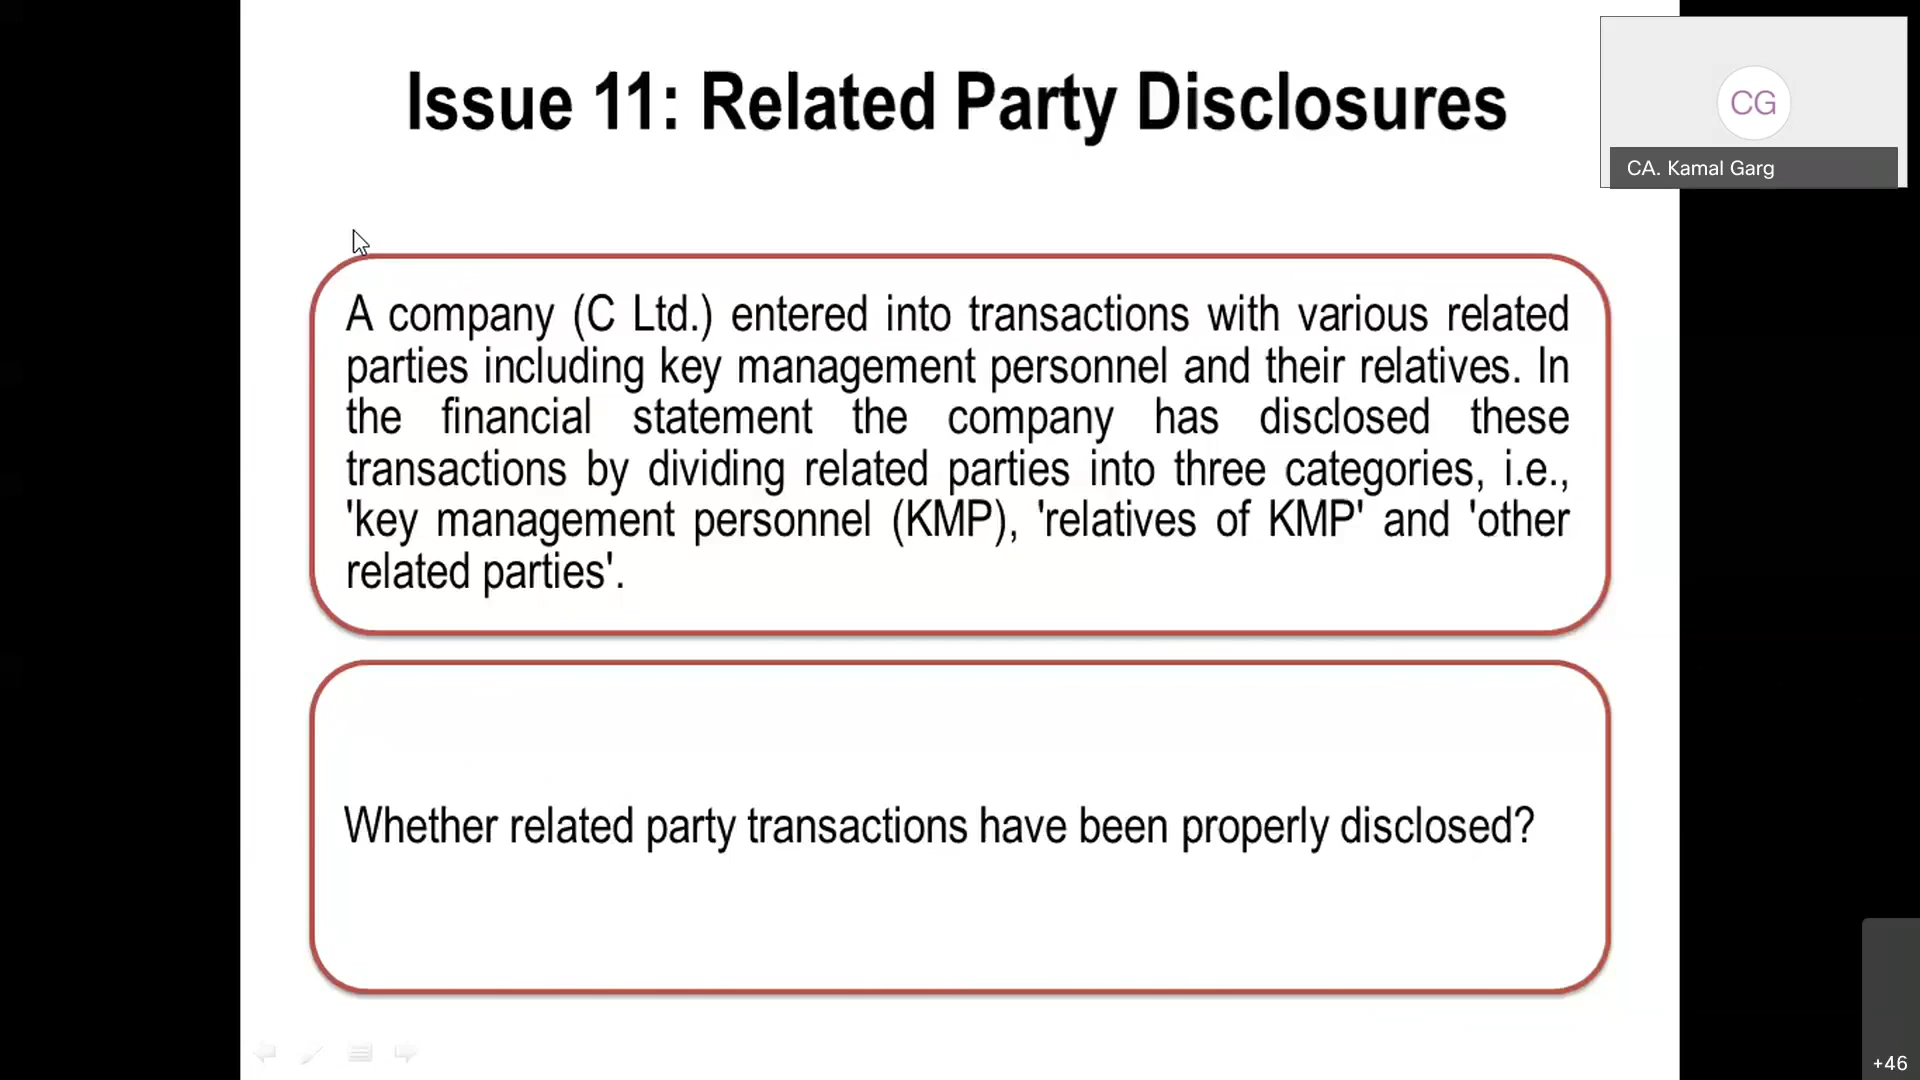 Issue 11: Related Party Disclosures
CG
CA. Kamal Garg
A company (C Ltd.) entered into transactions with various related
parties including key management personnel and their relatives. In
the financial statement the company has disclosed these
transactions by dividing related parties into three categories, i.e.,
'key management personnel (KMP), 'relatives of KMP' and 'other
related parties'.
Whether related party transactions have been properly disclosed?
+46